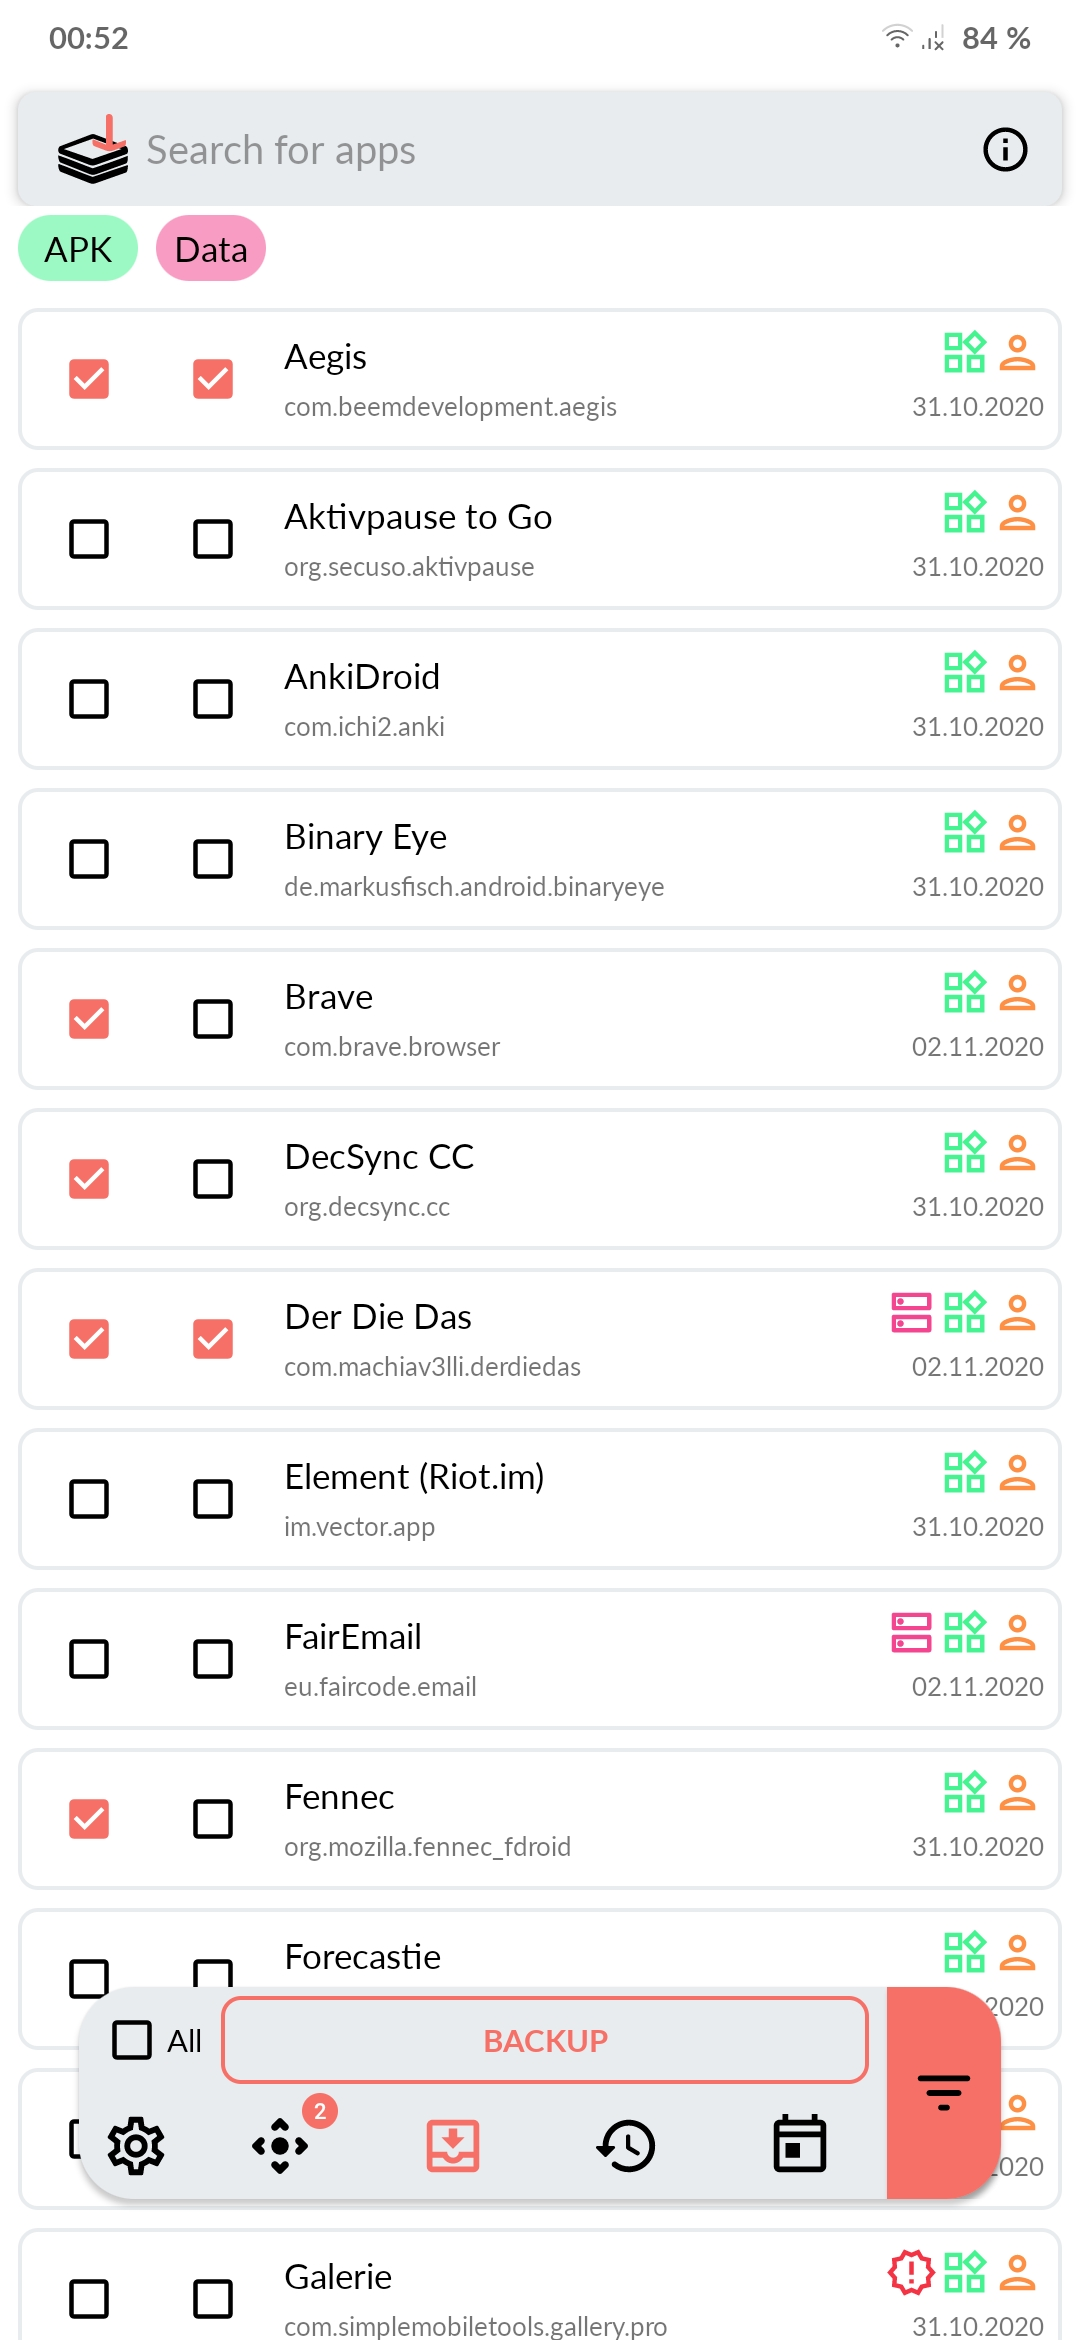 00:52 84 %
Search for apps
APK Data
Aegis
com.beemdevelopment.aegis 31.10.2020
Aktivpause to Go
org.secuso.aktivpause 31.10.2020
AnkiDroid
com.ichi2.anki 31.10.2020
Binary Eye
de.markusfisch.android.binaryeye 31.10.2020
Brave
com.brave.browser 02.11.2020
DecSync CC
org.decsync.cc 31.10.2020
Der Die Das
com.machiav3lli.derdiedas 02.11.2020
Element (Riot.im)
im.vector.app 31.10.2020
FairEmail
eu.faircode.email 02.11.2020
Fennec
org.mozilla.fennec_fdroid 31.10.2020
Forecastie
2020
All BACKUP
2
020
Galerie
com.simplemobiletools.gallery.pro 31.10.2020